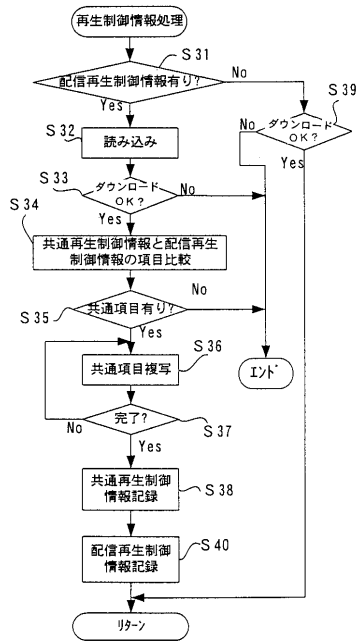 再生制御情報処理
S31
配信再生制御情報有り?
No
S39
Yes
S32
読み込み
No
ダウンロード
OK?
Yes
S33
ダウンロード
OK?
No
S34
Yes
共通再生制御情報と配信再生
制御情報の項目比較
No
S35
共通項目有り?
Yes
S36
共通項目複写
エンド
完了?
No
S37
Yes
共通再生制御
情報記録
S38
配信再生制御
情報記録
S40
リターン